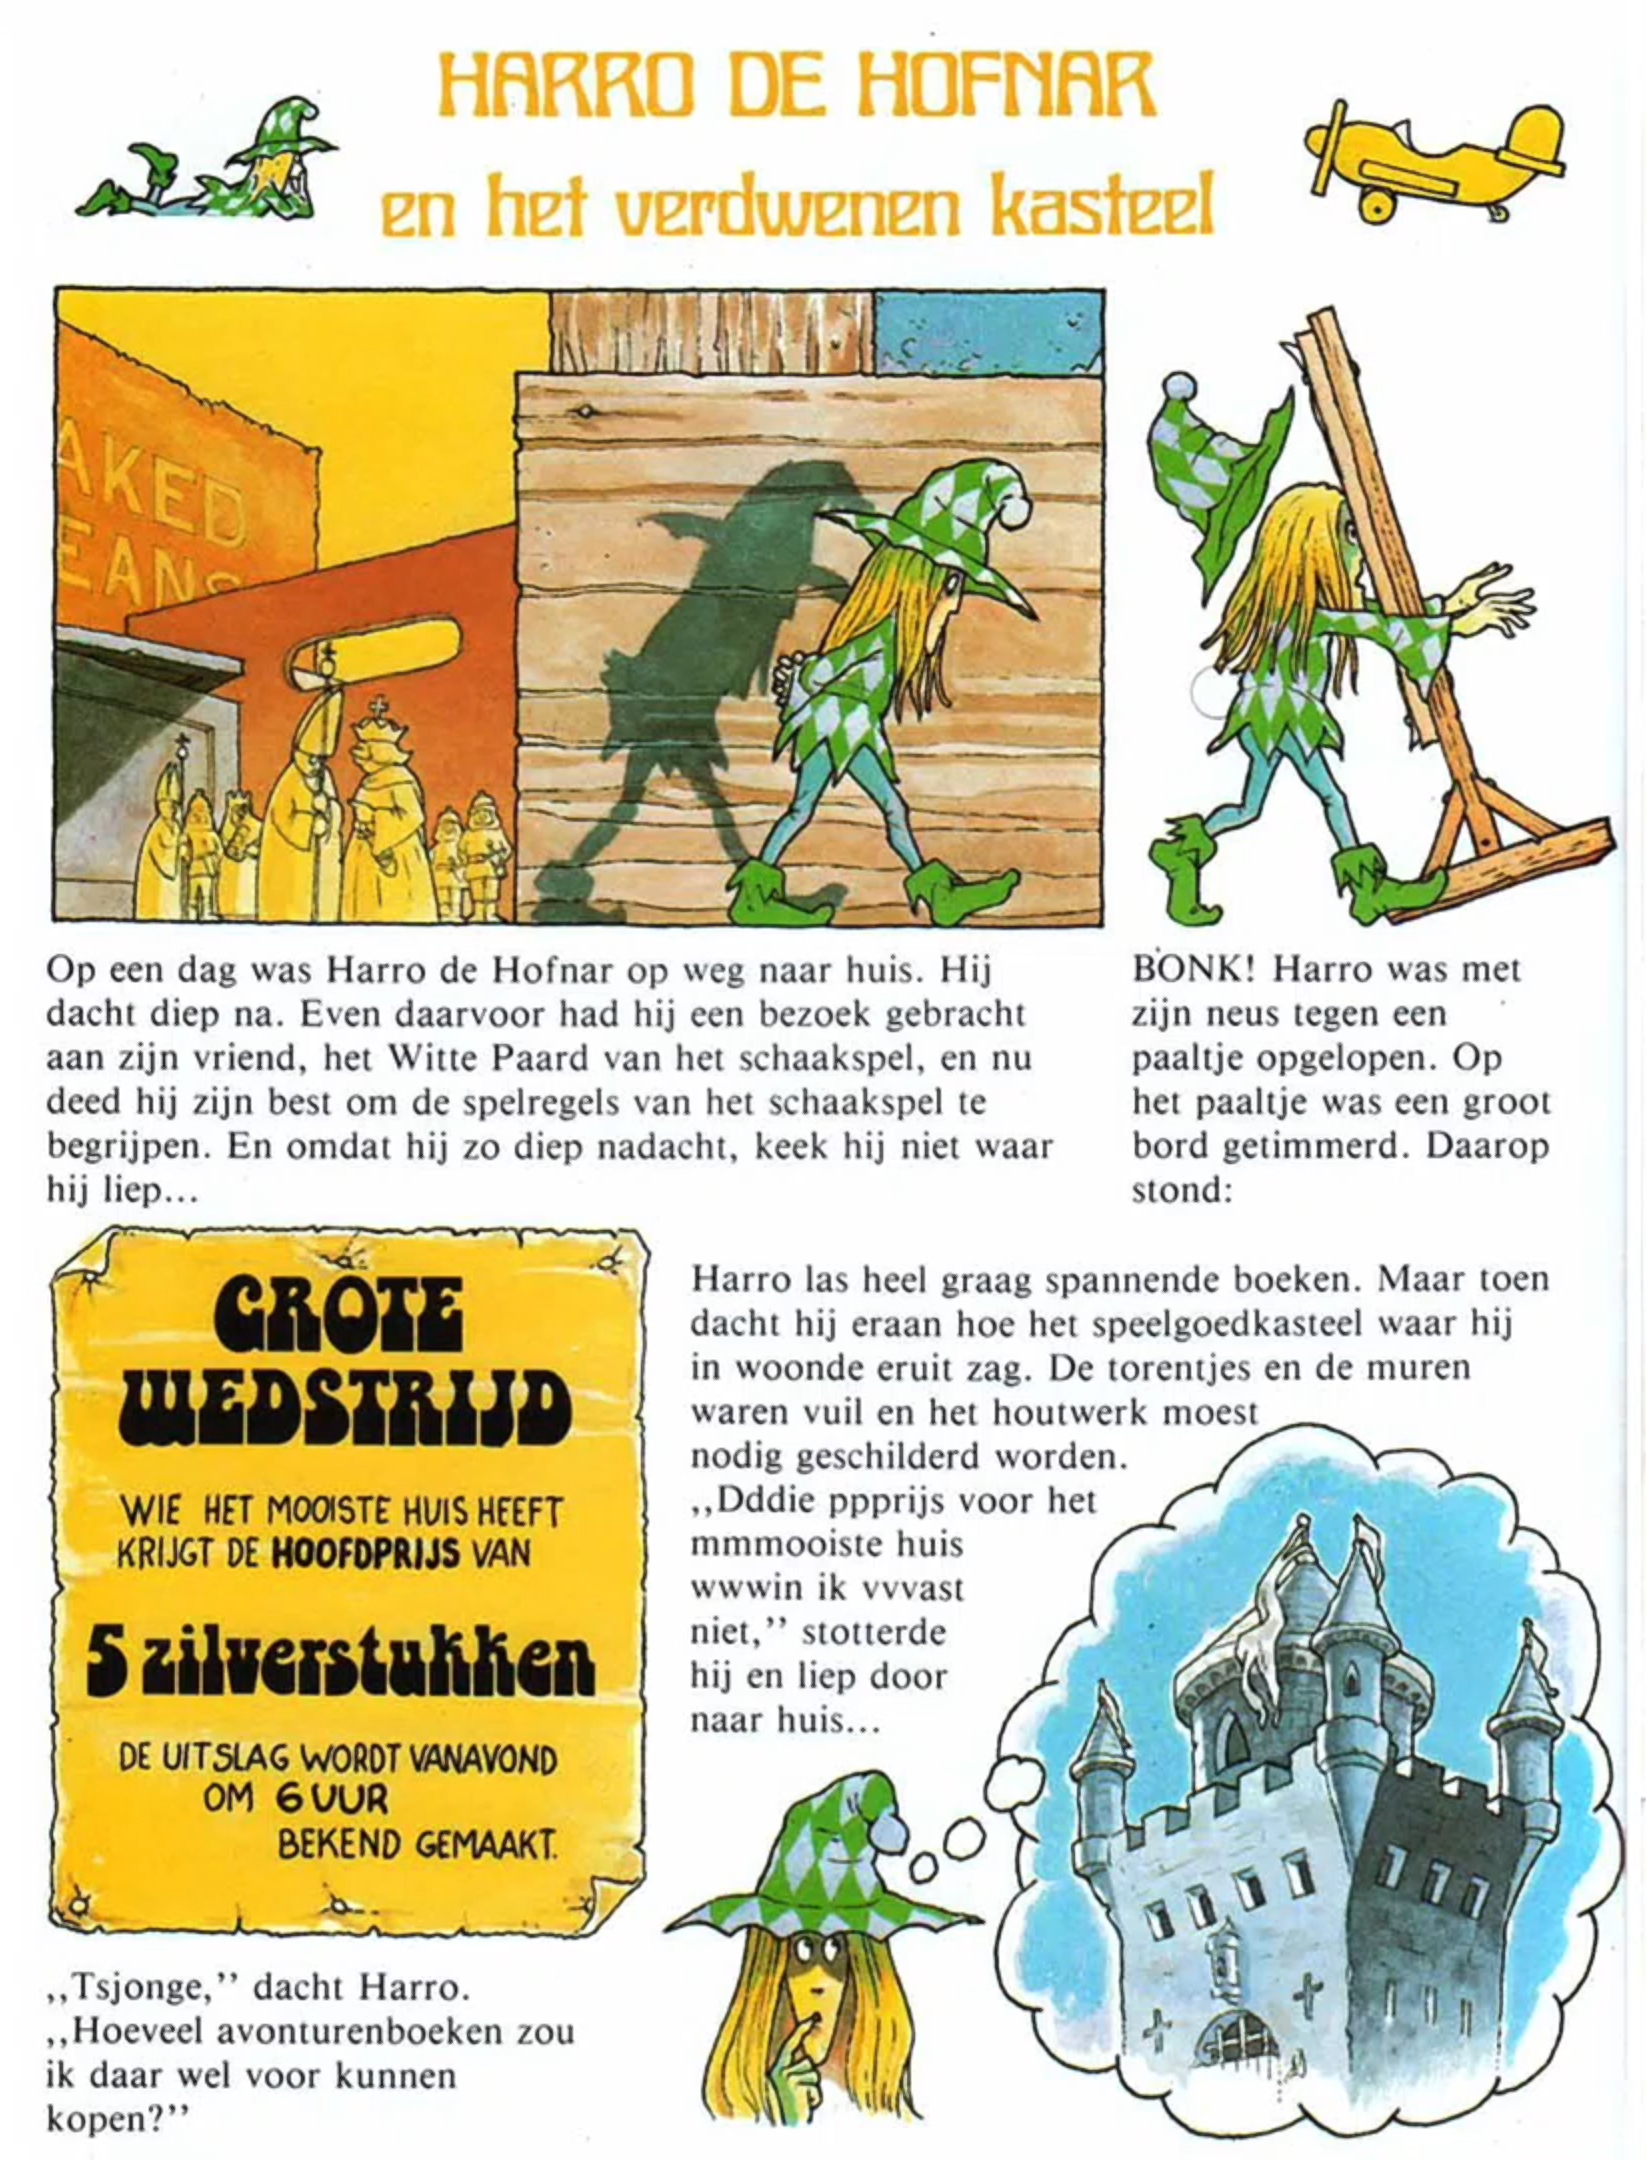 HARRO DE HOFNAR
en het verdwenen kasteel
AKED
EANS
Op een dag was Harro de Hofnar op weg naar huis. Hij
dacht diep na. Even daarvoor had hij een bezoek gebracht
aan zijn vriend, het Witte Paard van het schaakspel, en nu
deed hij zijn best om de spelregels van het schaakspel te
begrijpen. En omdat hij zo diep nadacht, keek hij niet waar
hij liep...
BONK! Harro was met
zijn neus tegen een
paaltje opgelopen. Op
het paaltje was een groot
bord getimmerd. Daarop
stond:
GROTE
WEDSTRIJD
WIE HET MOOISTE HUIS HEEFT
KRIJGT DE HOOFDPRIJS VAN
5 zilverstukken
DE UITSLAG WORDT VANAVOND
OM 6 UUR
BEKEND GEMAAKT.
,,Tsjonge,'' dacht Harro.
,,Hoeveel avonturenboeken zou
ik daar wel voor kunnen
kopen?''
Harro las heel graag spannende boeken. Maar toen
dacht hij eraan hoe het speelgoedkasteel waar hij
in woonde eruit zag. De torentjes en de muren
waren vuil en het houtwerk moest
nodig geschilderd worden.
,,Dddie ppprijs voor het
mmmooiste huis
wwwin ik vvvast
niet,'' stotterde
hij en liep door
naar huis...